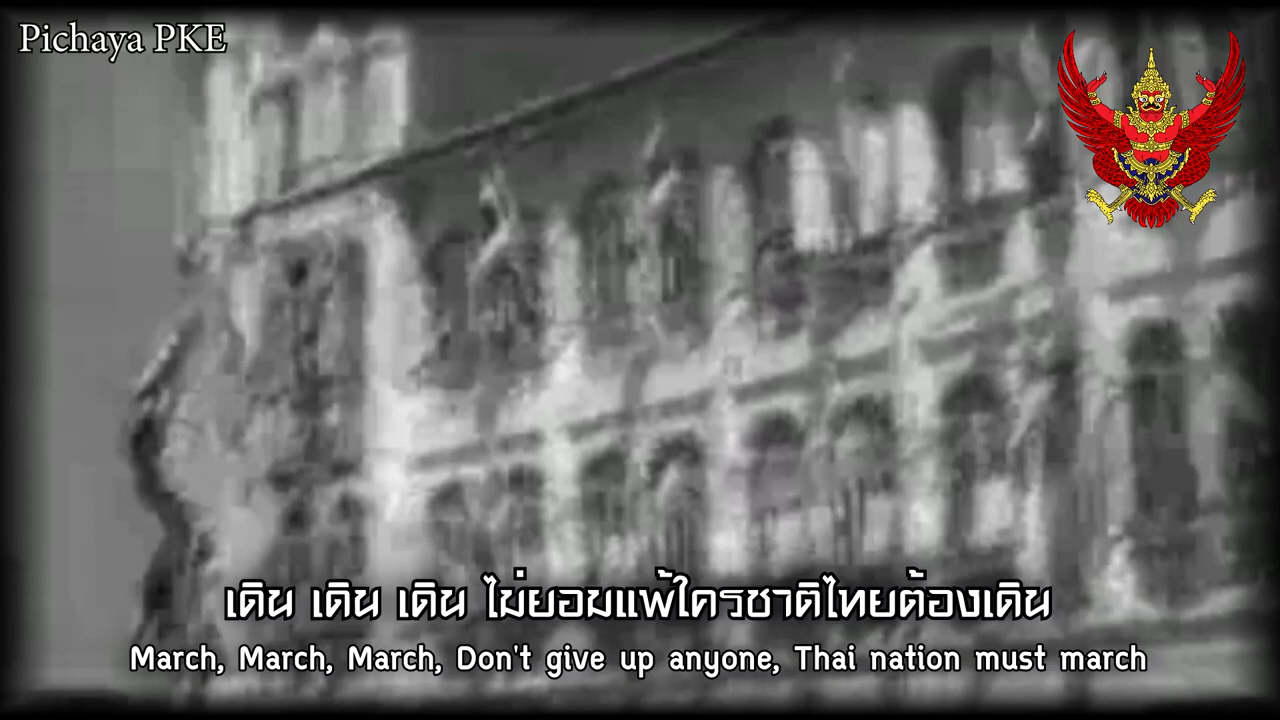 Pichaya PKE
เดิน เดิน เดิน ไม่ยอมแพ้ใครชาติไทยต้องเดิน
March, March, March, Don't give up anyone, Thai nation must march